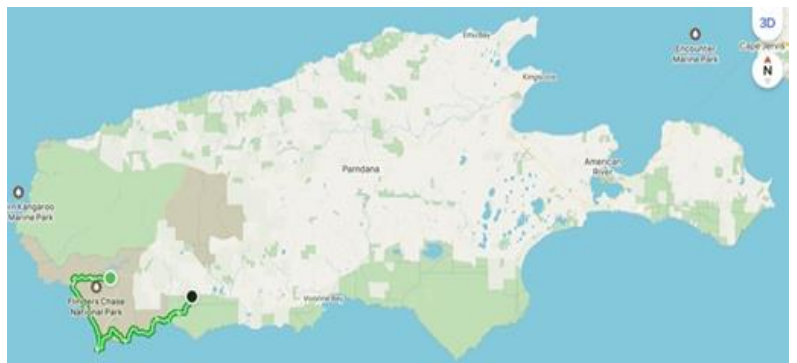 3D
Emu Bay
Encounter
Marine Park
Cape Jervis
N
Kingscote
American
River
Parndana
rn Kangaroo
Marine Park
Flinders Chase
National Park
Vivonne Bay